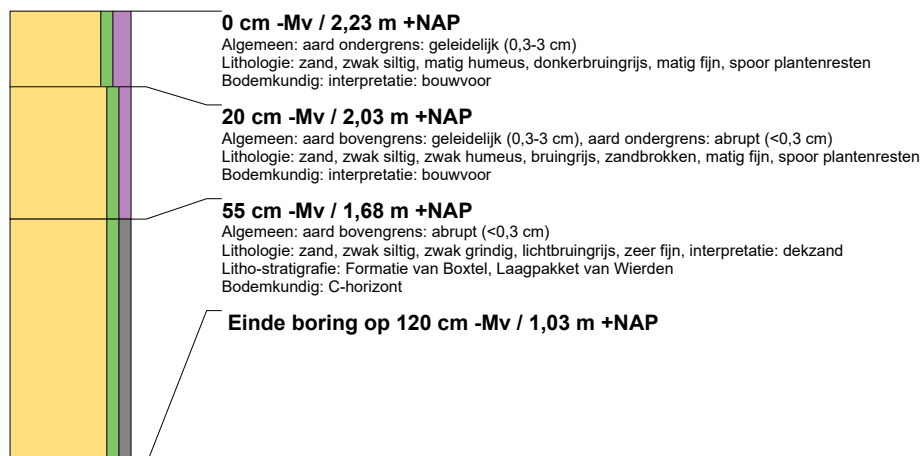 0 cm -Mv / 2,23 m +NAP
Algemeen: aard ondergrens: geleidelijk (0,3-3 cm)
Lithologie: zand, zwak siltig, matig humeus, donkerbruingrijs, matig fijn, spoor plantenresten
Bodemkundig: interpretatie: bouwvoor
20 cm -Mv / 2,03 m +NAP
Algemeen: aard bovengrens: geleidelijk (0,3-3 cm), aard ondergrens: abrupt (<0,3 cm)
Lithologie: zand, zwak siltig, zwak humeus, bruingrijs, zandbrokken, matig fijn, spoor plantenresten
Bodemkundig: interpretatie: bouwvoor
55 cm -Mv / 1,68 m +NAP
Algemeen: aard bovengrens: abrupt (<0,3 cm)
Lithologie: zand, zwak siltig, zwak grindig, lichtbruingrijs, zeer fijn, interpretatie: dekzand
Litho-stratigrafie: Formatie van Boxtel, Laagpakket van Wierden
Bodemkundig: C-horizont
Einde boring op 120 cm -Mv / 1,03 m +NAP